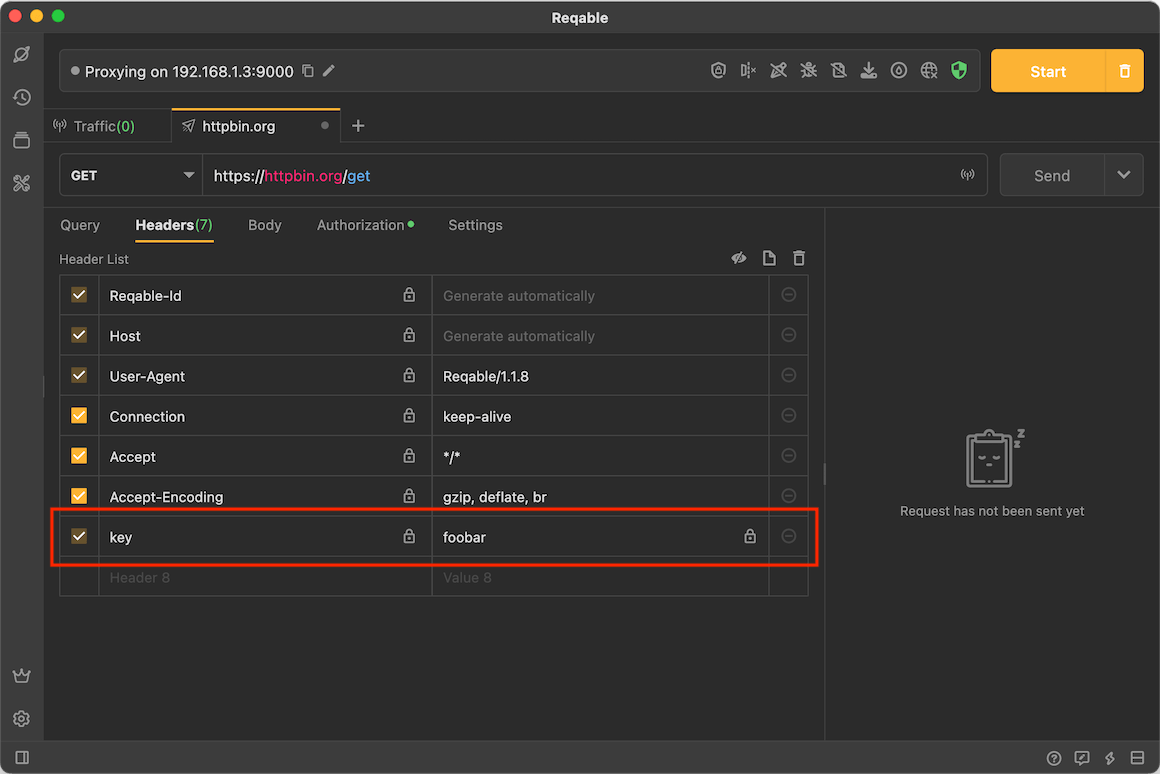 Reqable
Proxying on 192.168.1.3:9000
Start
Traffic(0)
httpbin.org
GET
https://httpbin.org/get
Send
Query Headers(7) Body Authorization Settings
Header List
Reqable-Id Generate automatically
Host Generate automatically
User-Agent Reqable/1.1.8
Connection keep-alive
Accept */*
Accept-Encoding gzip, deflate, br
key foobar
Header 8 Value 8
z
z
z
Request has not been sent yet